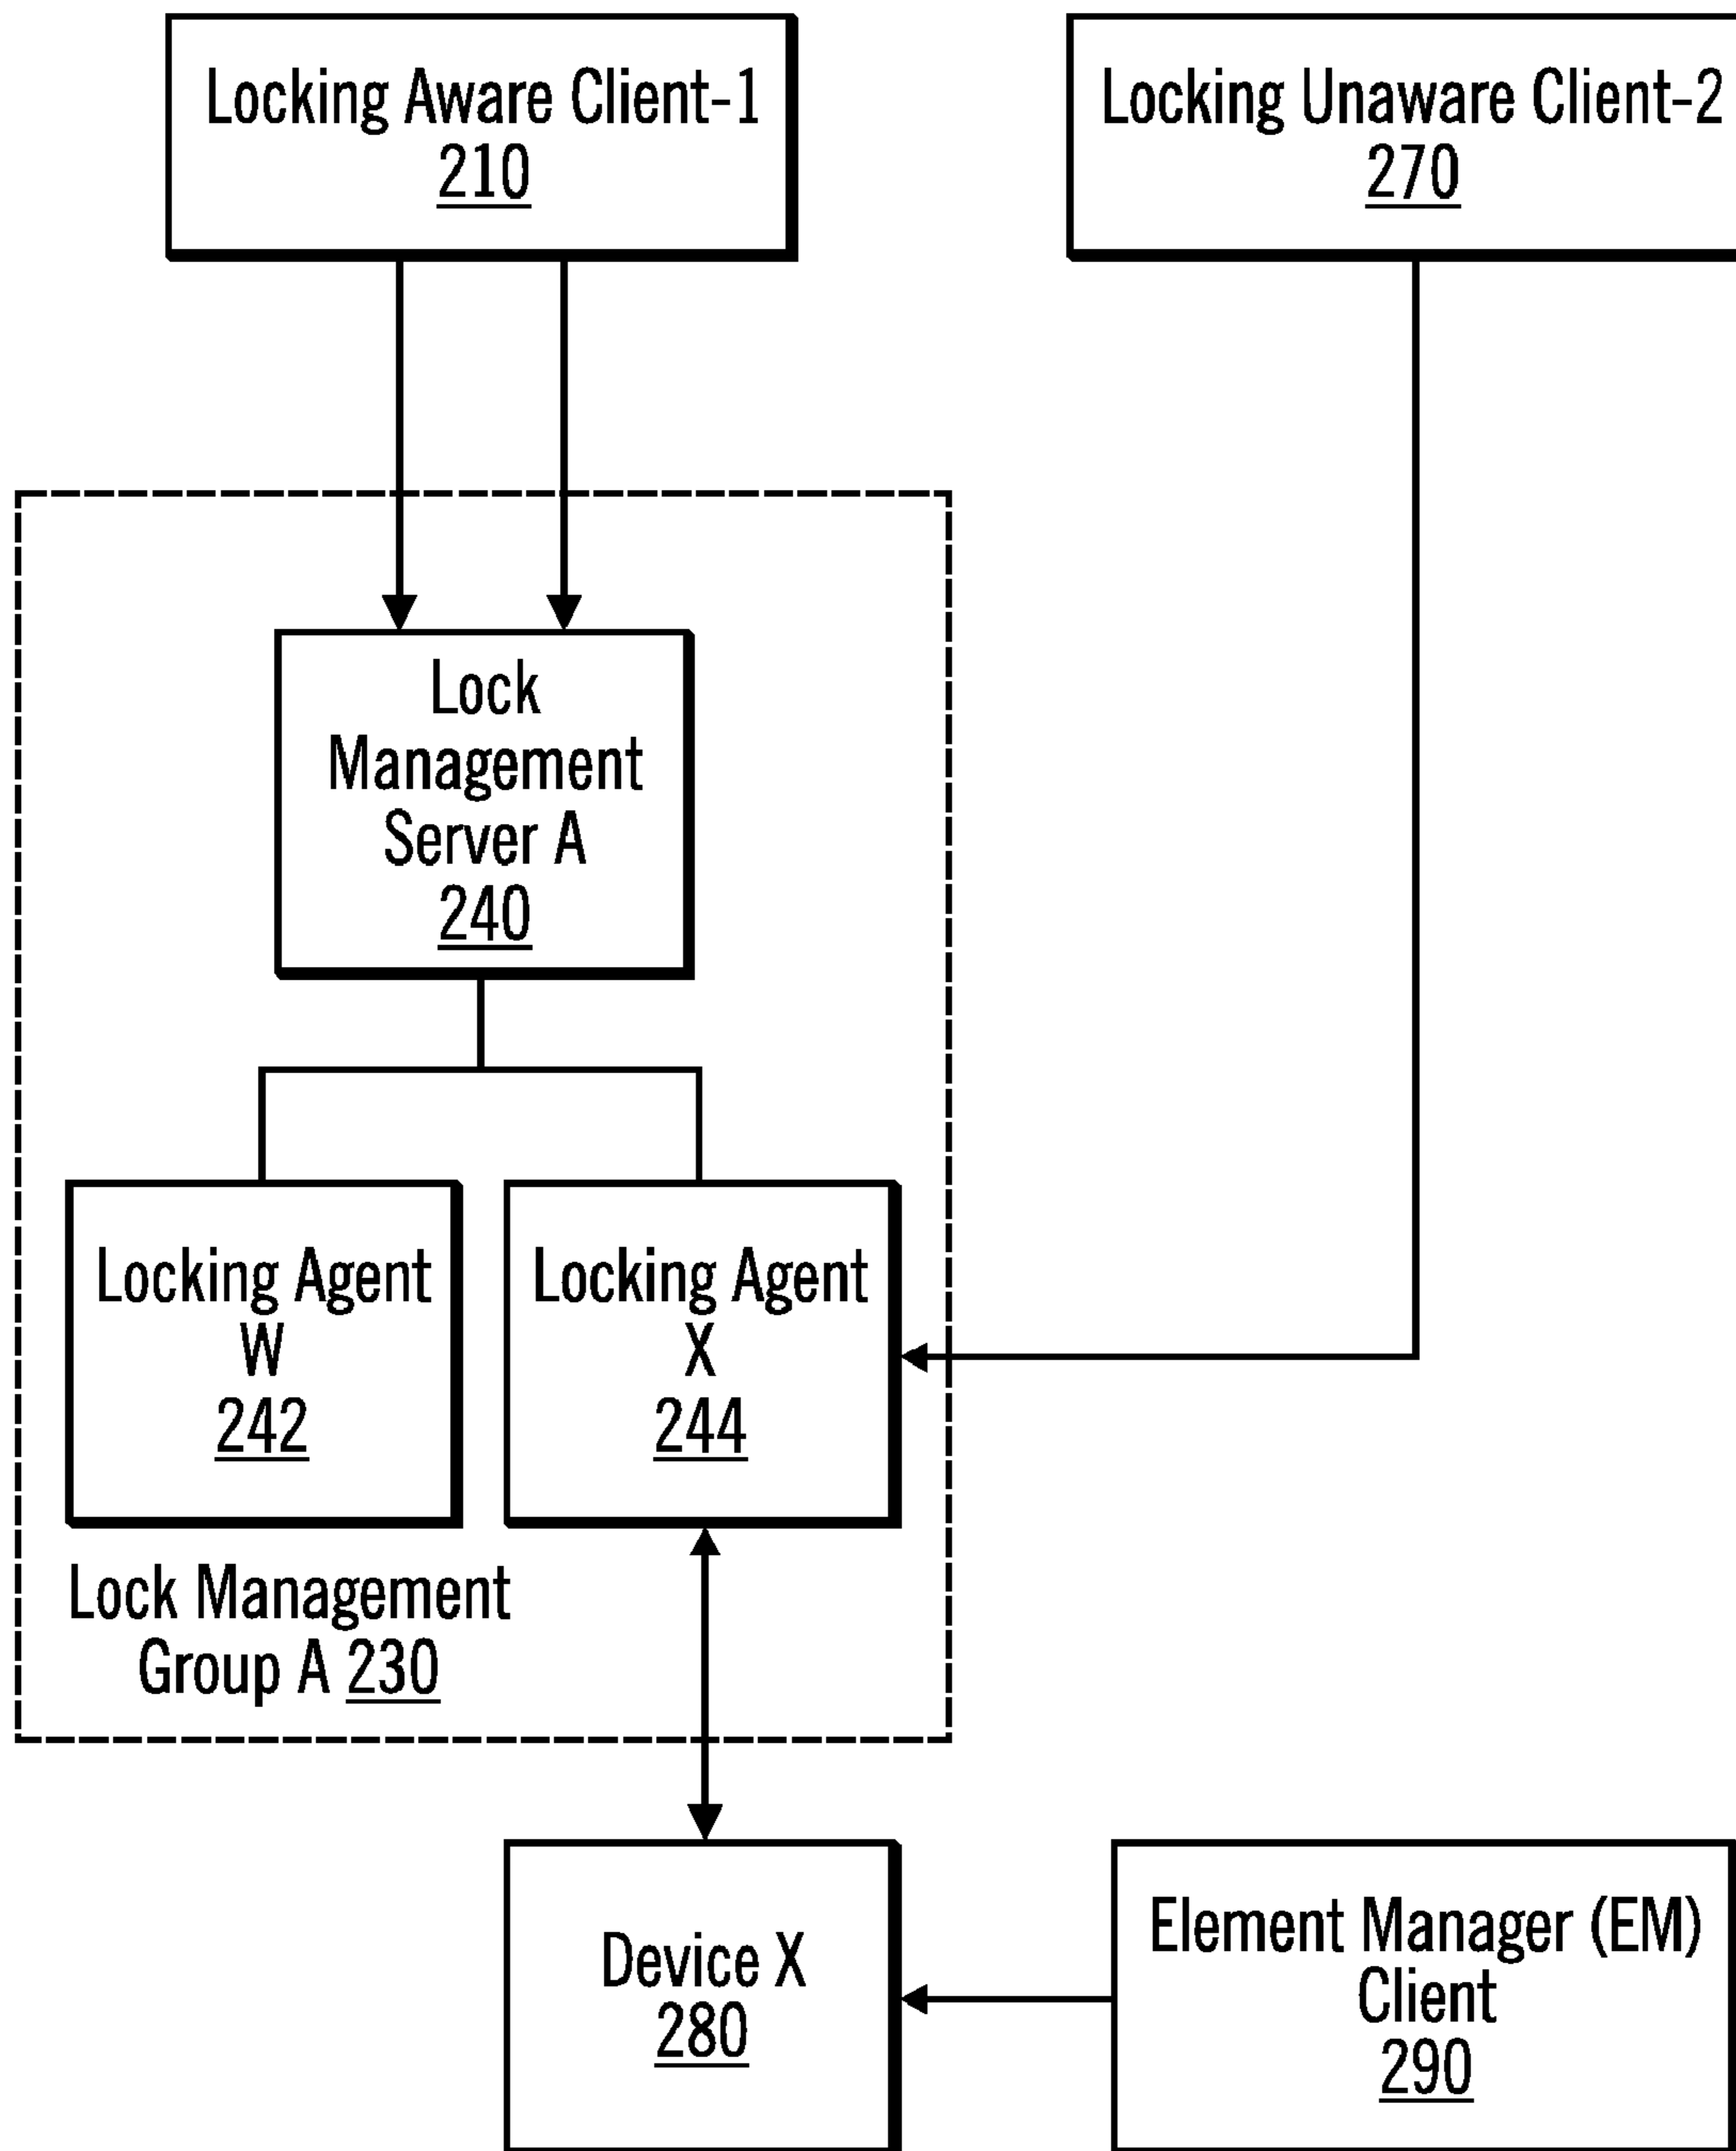 Locking Aware Client-1
210
Locking Unaware Client-2
270
Lock
Management
Server A
240
Locking Agent
W
242
Locking Agent
X
244
Lock Management
Group A 230
Device X
280
Element Manager (EM)
Client
290